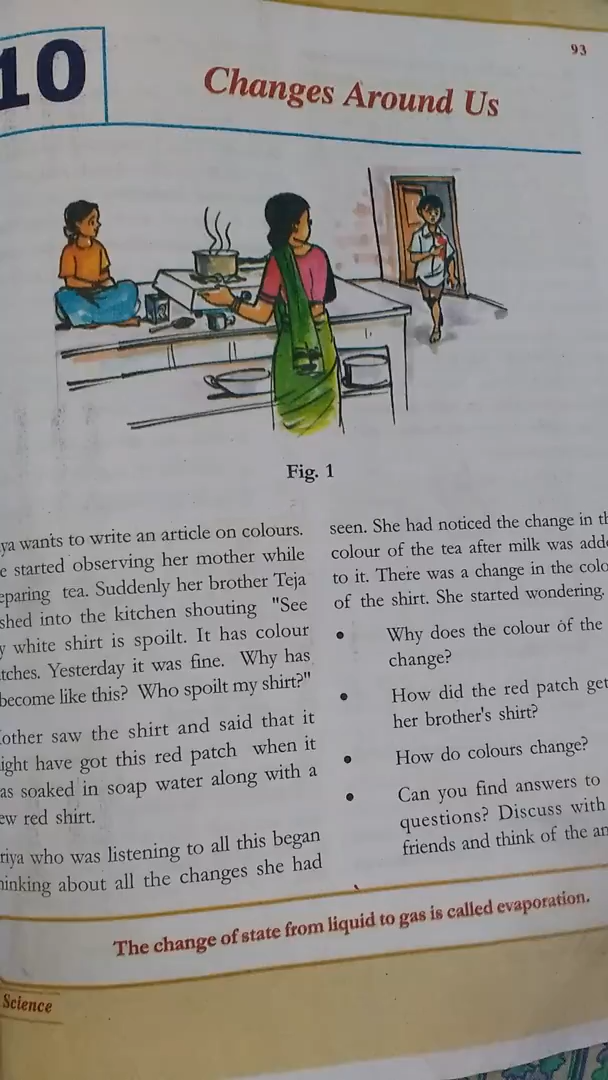 93
10
Changes Around Us
Fig. 1
ya wants to write an article on colours.
e started observing her mother while
eparing tea. Suddenly her brother Teja
shed into the kitchen shouting "See
y white shirt is spoilt. It has colour
tches. Yesterday it was fine. Why has
become like this? Who spoilt my shirt?"
other saw the shirt and said that it
ight have got this red patch when it
as soaked in soap water along with a
ew red shirt.
riya who was listening to all this began
inking about all the changes she had
seen. She had noticed the change in th
colour of the tea after milk was adde
to it. There was a change in the colo
of the shirt. She started wondering.
• Why does the colour of the
change?
• How did the red patch get
her brother's shirt?
• How do colours change?
• Can you find answers to
questions? Discuss with
friends and think of the an
The change of state from liquid to gas is called evaporation.
Science